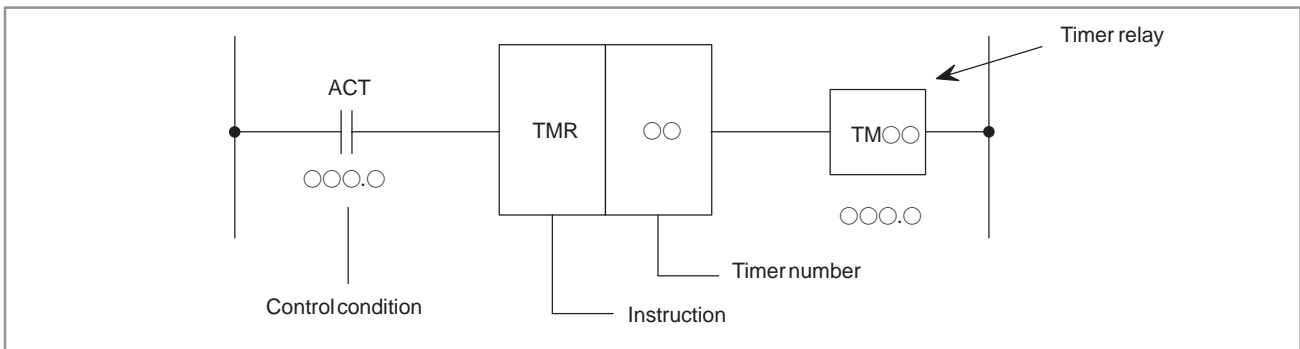 Timer relay
ACT
TMR
○○
TM○○
○○○.○
○○○.○
Timer number
Control condition
Instruction